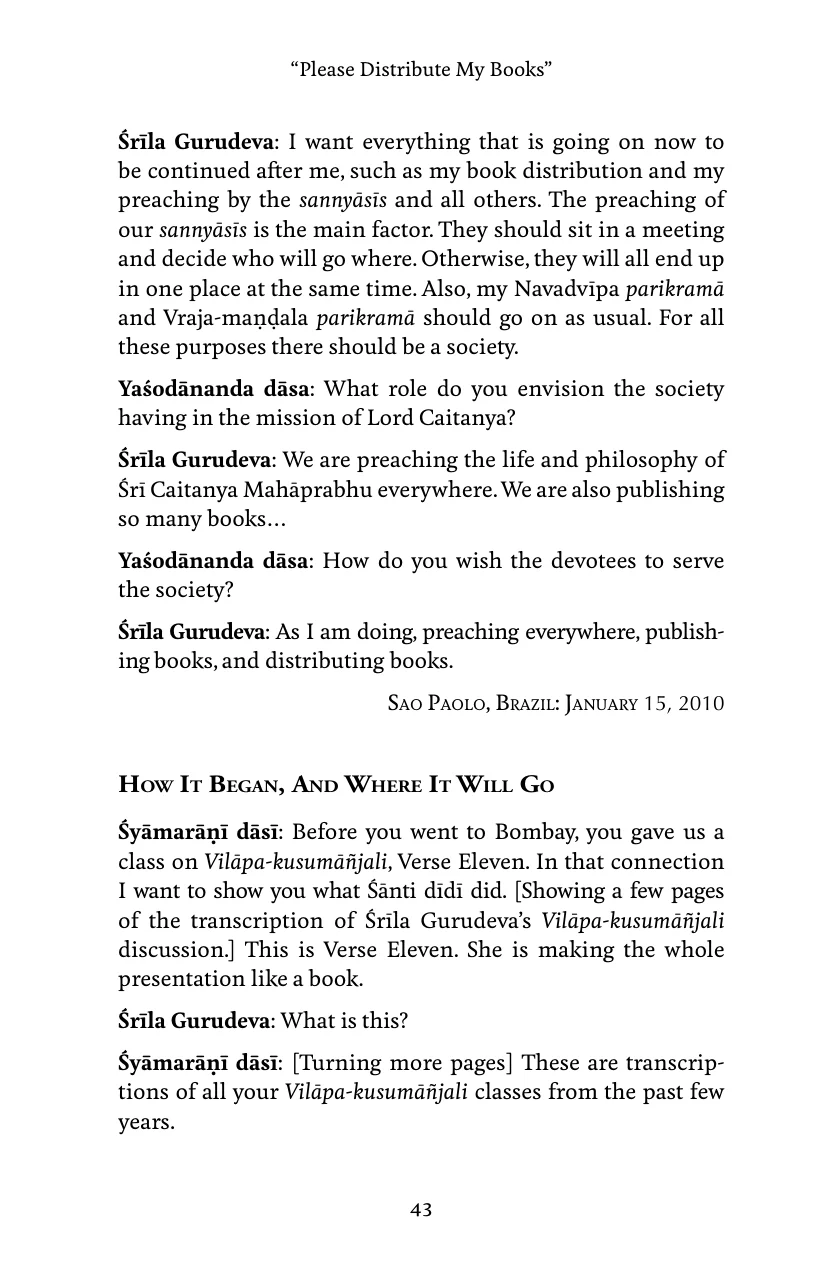 “Please Distribute My Books”
Śrīla Gurudeva: I want everything that is going on now to
be continued after me, such as my book distribution and my
preaching by the sannyāsīs and all others. The preaching of
our sannyāsīs is the main factor. They should sit in a meeting
and decide who will go where. Otherwise, they will all end up
in one place at the same time. Also, my Navadvīpa parikramā
and Vraja-maṇḍala parikramā should go on as usual. For all
these purposes there should be a society.
Yaśodānanda dāsa: What role do you envision the society
having in the mission of Lord Caitanya?
Śrīla Gurudeva: We are preaching the life and philosophy of
Śrī Caitanya Mahāprabhu everywhere. We are also publishing
so many books…
Yaśodānanda dāsa: How do you wish the devotees to serve
the society?
Śrīla Gurudeva: As I am doing, preaching everywhere, publish-
ing books, and distributing books.
Sao Paolo, Brazil: January 15, 2010
How It Began, And Where It Will Go
Śyāmarāṇī dāsī: Before you went to Bombay, you gave us a
class on Vilāpa-kusumāñjali, Verse Eleven. In that connection
I want to show you what Śānti dīdī did. [Showing a few pages
of the transcription of Śrīla Gurudeva’s Vilāpa-kusumāñjali
discussion.] This is Verse Eleven. She is making the whole
presentation like a book.
Śrīla Gurudeva: What is this?
Śyāmarāṇī dāsī: [Turning more pages] These are transcrip-
tions of all your Vilāpa-kusumāñjali classes from the past few
years.
43